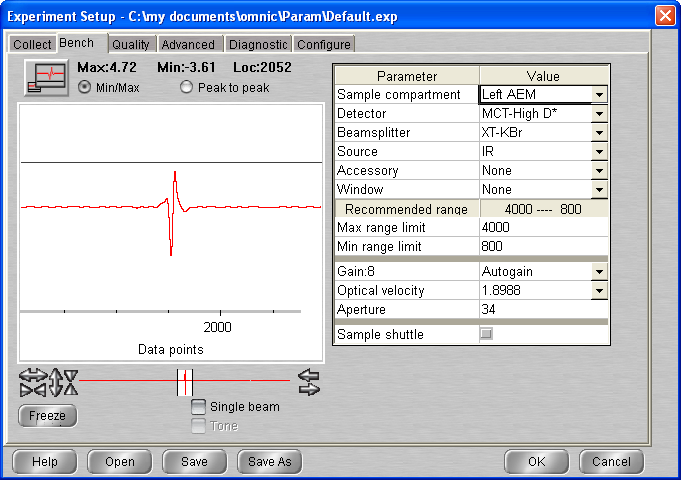 Experiment Setup - C:\my documents\omnic\Param\Default.exp
Collect Bench Quality Advanced Diagnostic Configure
Max:4.72 Min:-3.61 Loc:2052
Min/Max Peak to peak
2000
Data points
Freeze
Single beam
Tone
Parameter Value
Sample compartment Left AEM
Detector MCT-High D*
Beamsplitter XT-KBr
Source IR
Accessory None
Window None
Recommended range 4000 ---- 800
Max range limit 4000
Min range limit 800
Gain:8 Autogain
Optical velocity 1.8988
Aperture 34
Sample shuttle
Help Open Save Save As OK Cancel